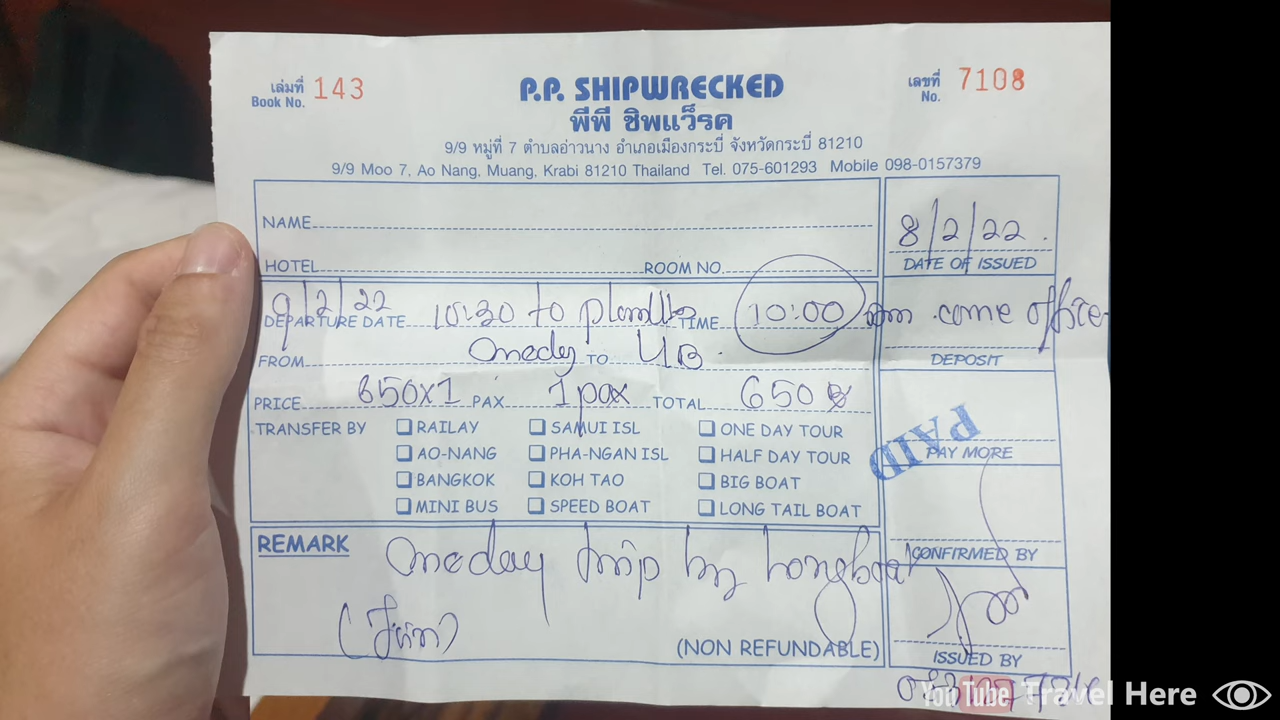 เล่มที่
Book No. 143
P.P. SHIPWRECKED
เลขที่
No. 7108
พีพี ชิพแว็รค
9/9 หมู่ที่ 7 ตำบลอ่าวนาง อำเภอเมืองกระบี่ จังหวัดกระบี่ 81210
9/9 Moo 7, Ao Nang, Muang, Krabi 81210 Thailand Tel. 075-601293 Mobile 098-0157379
NAME
HOTEL ROOM NO.
8/2/22.
DATE OF ISSUED
DEPARTURE DATE 9/2/22 to TIME 10:00 come office
DEPOSIT
FROM TO
PRICE 650x1 PAX 1 pax TOTAL 650 ฿
PAID
PAY MORE
TRANSFER BY
RAILAY SAMUI ISL ONE DAY TOUR
AO-NANG PHA-NGAN ISL HALF DAY TOUR
BANGKOK KOH TAO BIG BOAT
MINI BUS SPEED BOAT LONG TAIL BOAT
REMARK
Oneday trip by Longboat
CONFIRMED BY
(NON REFUNDABLE)
ISSUED BY
YouTube Travel Here